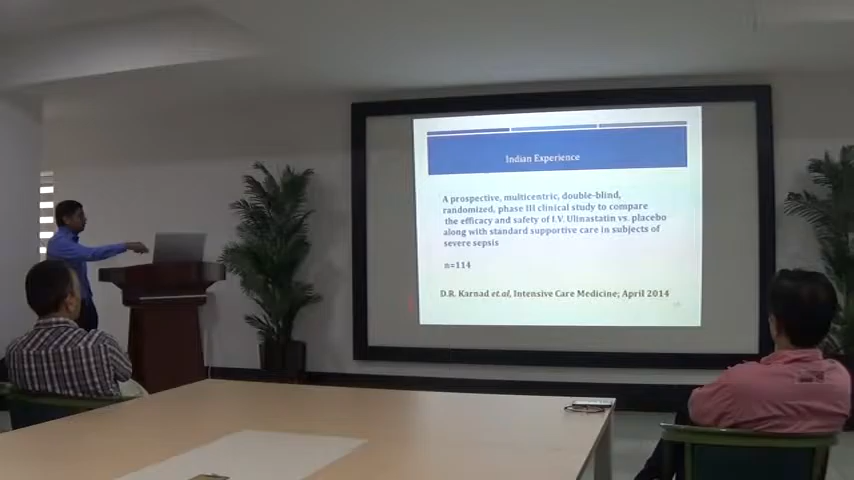 Indian Experience
A prospective, multicentric, double-blind,
randomized, phase III clinical study to compare
the efficacy and safety of I.V. Ulinastatin vs. placebo
along with standard supportive care in subjects of
severe sepsis
n=114
D.R. Karnad et.al, Intensive Care Medicine; April 2014